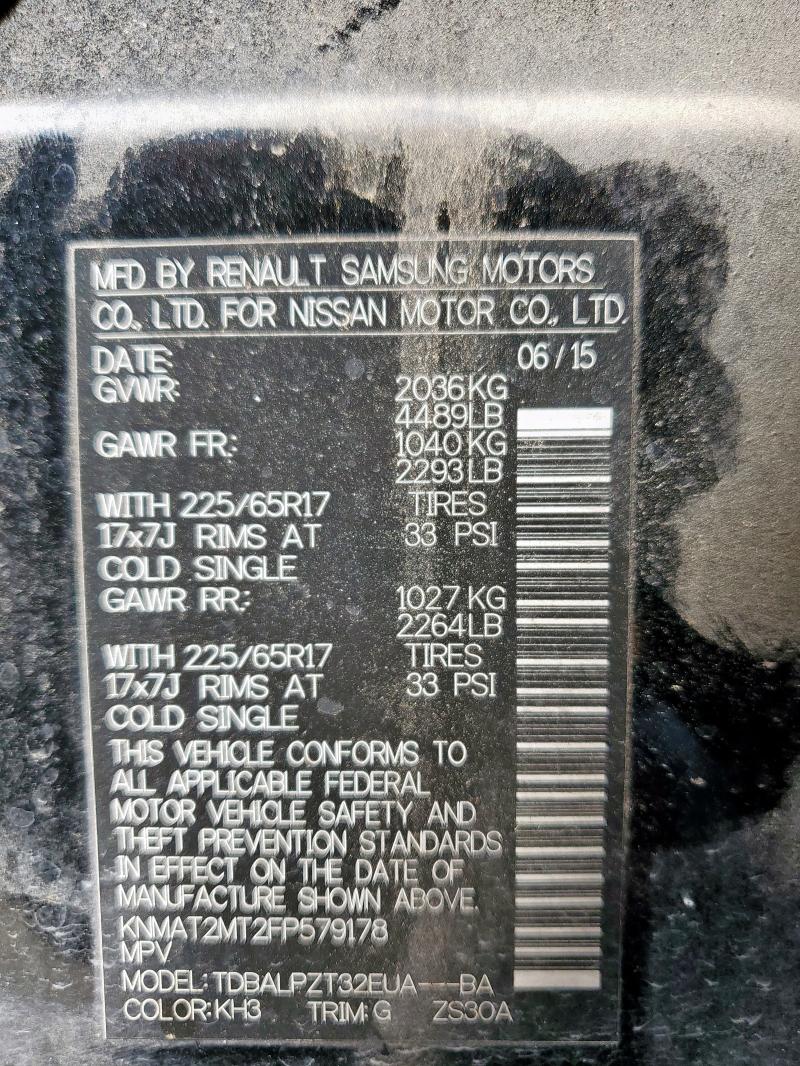 MFD BY RENAULT SAMSUNG MOTORS
CO., LTD. FOR NISSAN MOTOR CO., LTD.
DATE: 06/15
GVWR: 2036KG
4489LB
GAWR FR: 1040KG
2293LB
WITH 225/65R17 TIRES
17x7J RIMS AT 33 PSI
COLD SINGLE
GAWR RR: 1027KG
2264LB
WITH 225/65R17 TIRES
17x7J RIMS AT 33 PSI
COLD SINGLE
THIS VEHICLE CONFORMS TO
ALL APPLICABLE FEDERAL
MOTOR VEHICLE SAFETY AND
THEFT PREVENTION STANDARDS
IN EFFECT ON THE DATE OF
MANUFACTURE SHOWN ABOVE.
KNMAT2MT2FP579178
MPV
MODEL: TDBALPZT32EUA---BA
COLOR: KH3 TRIM: G ZS30A